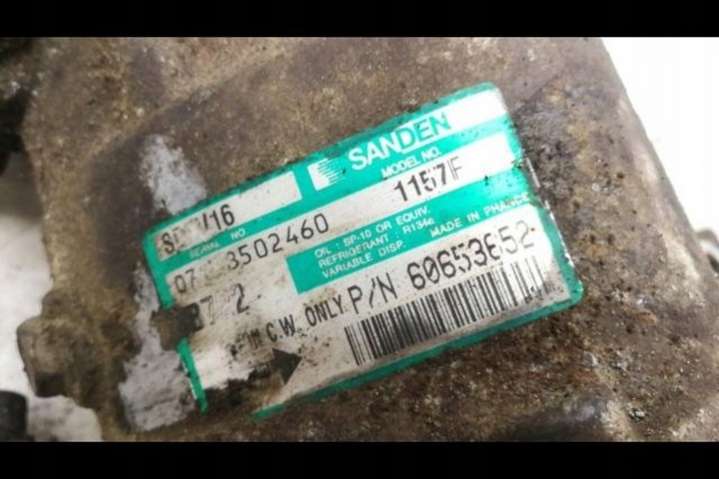 SANDEN
MODEL NO.
/16 1157F
SERIAL NO
3502460
OIL : SP-10 OR EQUIV.
REFRIGERANT : R134a
VARIABLE DISP. MADE IN FRANCE
C.W. ONLY P/N 60653652